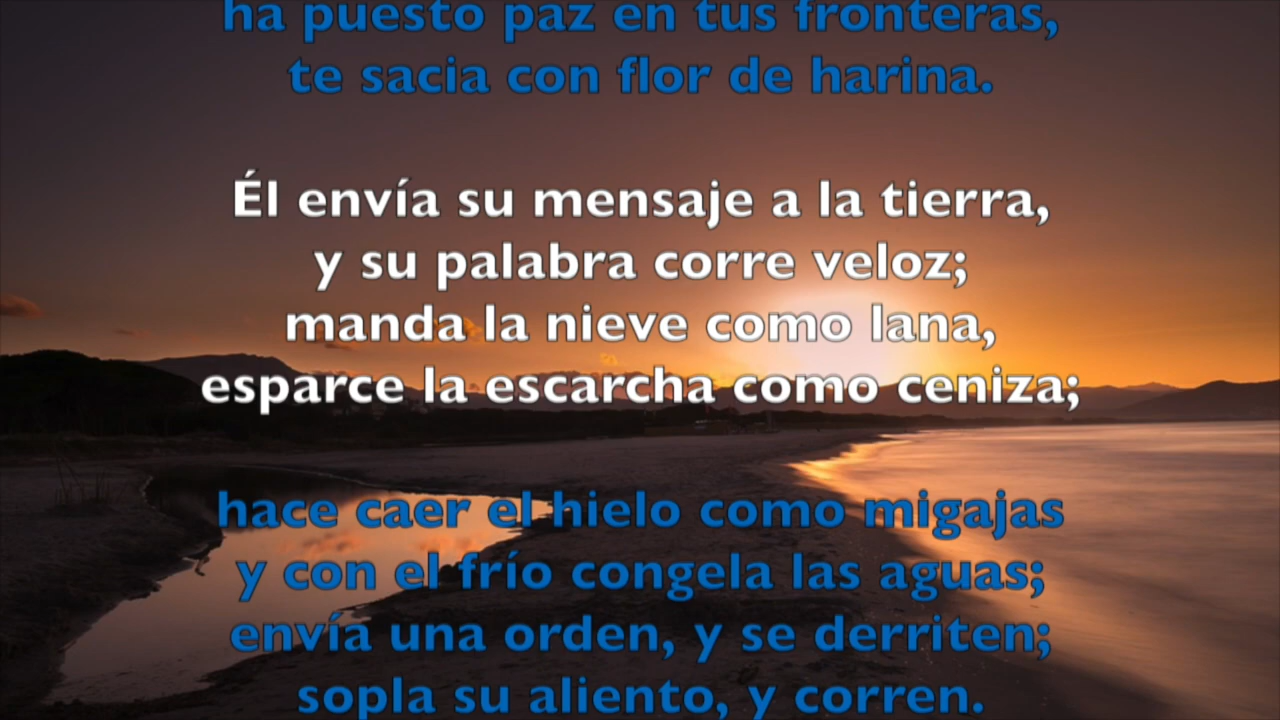 ha puesto paz en tus fronteras,
te sacia con flor de harina.
Él envía su mensaje a la tierra,
y su palabra corre veloz;
manda la nieve como lana,
esparce la escarcha como ceniza;
hace caer el hielo como migajas
y con el frío congela las aguas;
envía una orden, y se derriten;
sopla su aliento, y corren.